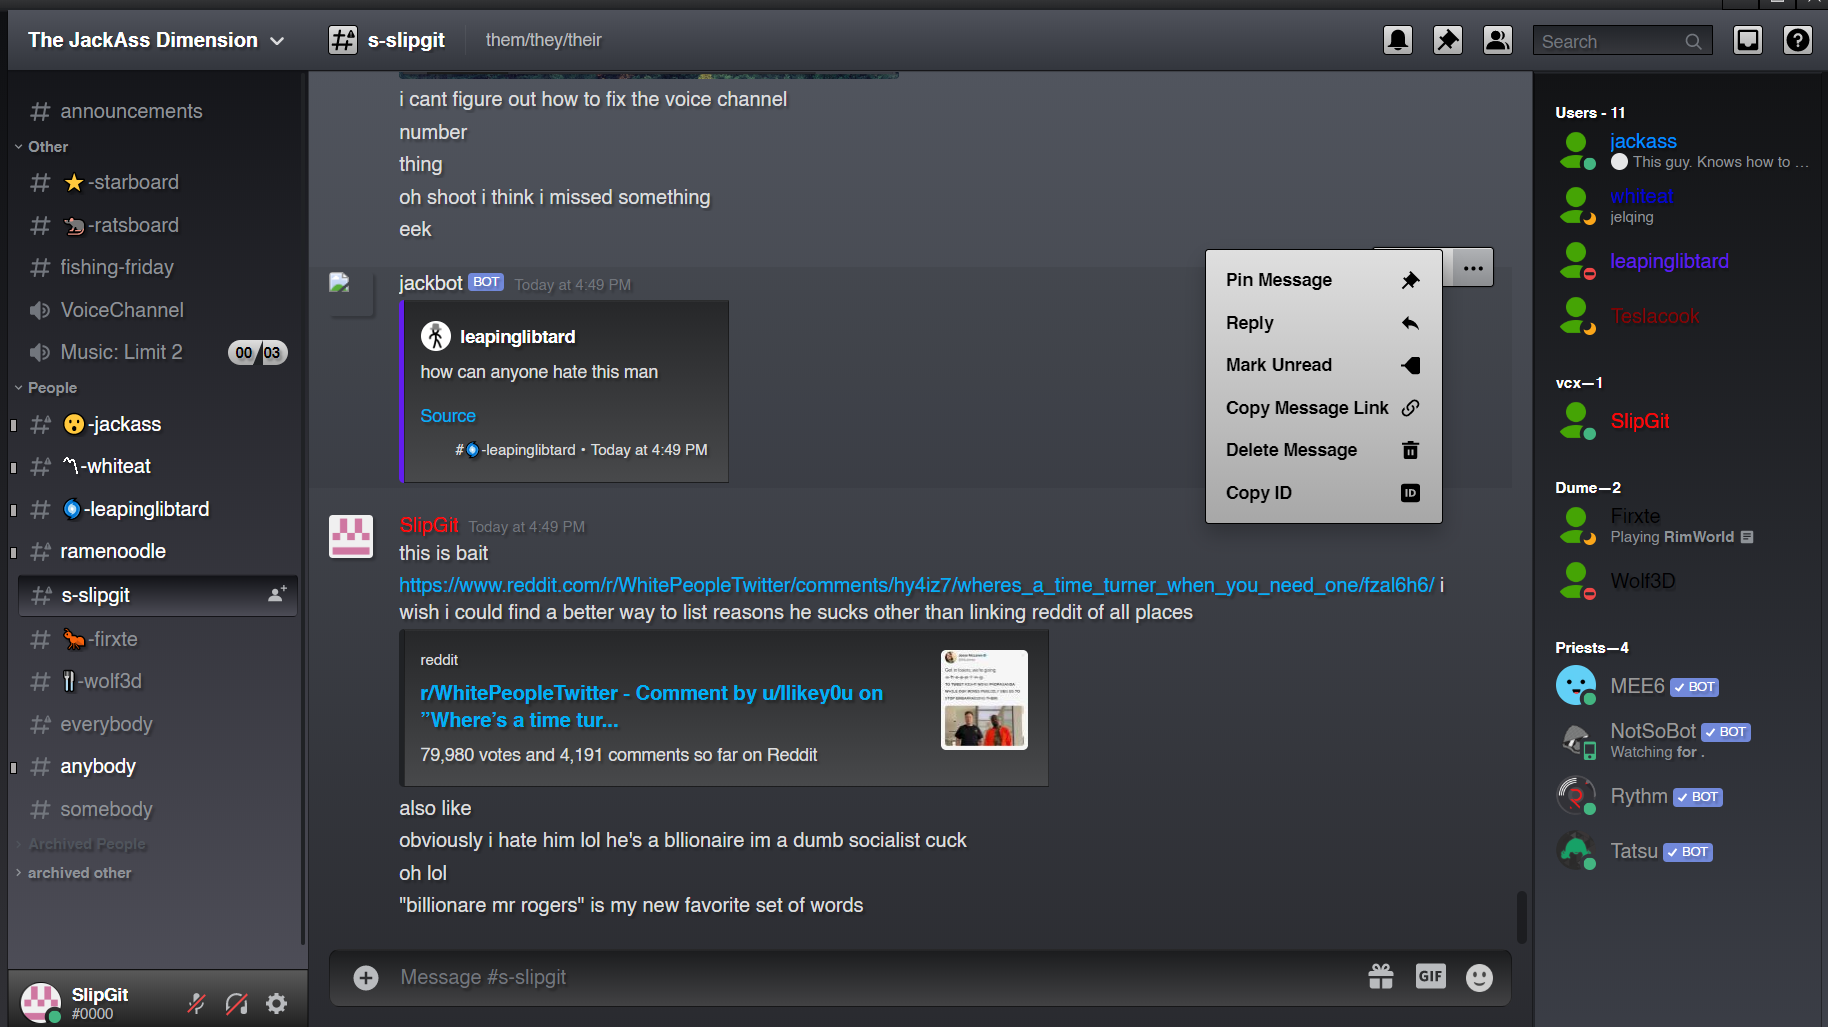 The JackAss Dimension
s-slipgit
them/they/their
Search
announcements
Other
-starboard
-ratsboard
fishing-friday
VoiceChannel
Music: Limit 2
00 03
People
-jackass
-whiteat
-leapinglibtard
ramenoodle
s-slipgit
-firxte
-wolf3d
everybody
anybody
somebody
Archived People
archived other
SlipGit
#0000
i cant figure out how to fix the voice channel
number
thing
oh shoot i think i missed something
eek
jackbot BOT Today at 4:49 PM
leapinglibtard
how can anyone hate this man
Source
#🌀-leapinglibtard • Today at 4:49 PM
SlipGit Today at 4:49 PM
this is bait
https://www.reddit.com/r/WhitePeopleTwitter/comments/hy4iz7/wheres_a_time_turner_when_you_need_one/fzal6h6/ i
wish i could find a better way to list reasons he sucks other than linking reddit of all places
reddit
r/WhitePeopleTwitter - Comment by u/llikey0u on
”Where’s a time tur...
79,980 votes and 4,191 comments so far on Reddit
also like
obviously i hate him lol he's a bllionaire im a dumb socialist cuck
oh lol
"billionare mr rogers" is my new favorite set of words
Message #s-slipgit
GIF
Pin Message
Reply
Mark Unread
Copy Message Link
Delete Message
Copy ID
ID
Users - 11
jackass
This guy. Knows how to ...
whiteat
jelqing
leapinglibtard
Teslacook
vcx—1
SlipGit
Dume—2
Firxte
Playing RimWorld
Wolf3D
Priests—4
MEE6 BOT
NotSoBot BOT
Watching for .
Rythm BOT
Tatsu BOT